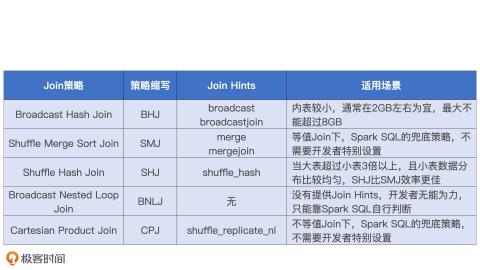 Join策略 策略缩写 Join Hints 适用场景
Broadcast Hash Join BHJ broadcast 内表较小，通常在2GB左右为宜，最大不
broadcastjoin 能超过8GB
Shuffle Merge Sort Join SMJ merge 等值Join下，Spark SQL的兜底策略，不
mergejoin 需要开发者特别设置
Shuffle Hash Join SHJ shuffle_hash 当大表超过小表3倍以上，且小表数据分
布比较均匀，SHJ比SMJ效率更佳
Broadcast Nested Loop BNLJ 无 没有提供Join Hints，开发者无能为力，
Join 只能靠Spark SQL自行判断
Cartesian Product Join CPJ shuffle_replicate_nl 不等值Join下，Spark SQL的兜底策略，
不需要开发者特别设置
极客时间